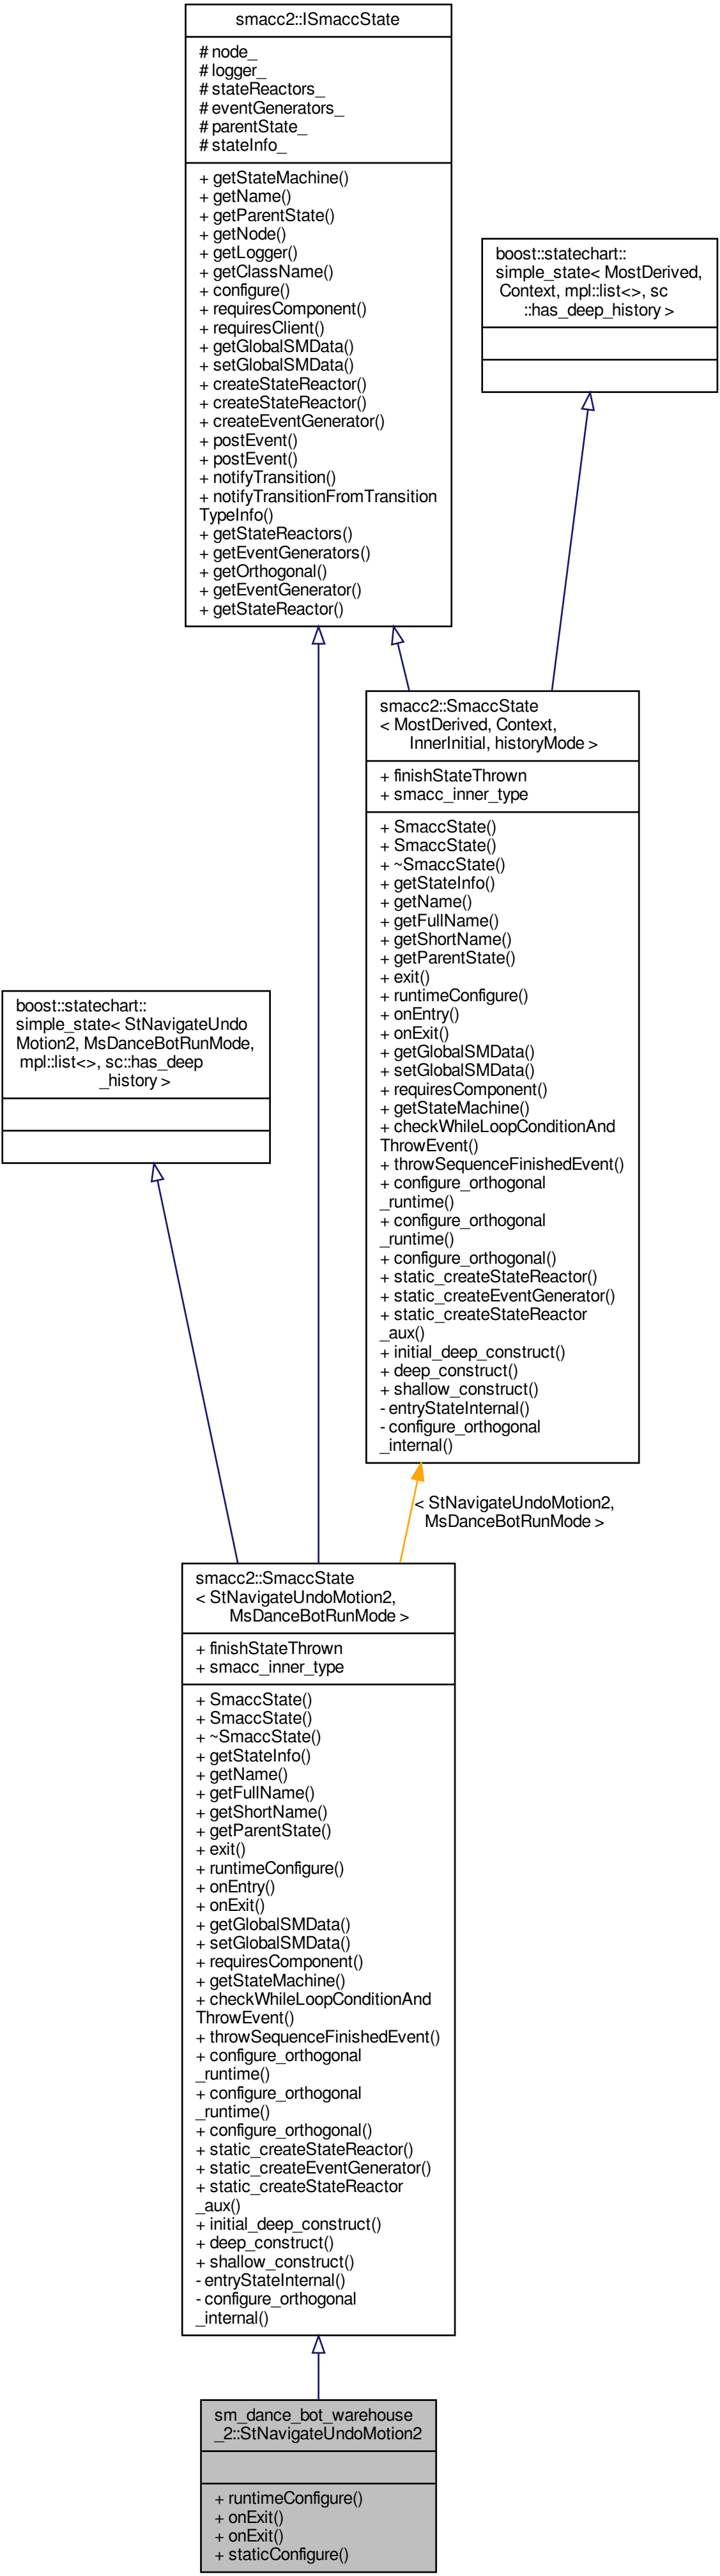 smacc2::ISmaccState
# node_
# logger_
# stateReactors_
# eventGenerators_
# parentState_
# stateInfo_
+ getStateMachine()
+ getName()
+ getParentState()
+ getNode()
+ getLogger()
+ getClassName()
+ configure()
+ requiresComponent()
+ requiresClient()
+ getGlobalSMData()
+ setGlobalSMData()
+ createStateReactor()
+ createStateReactor()
+ createEventGenerator()
+ postEvent()
+ postEvent()
+ notifyTransition()
+ notifyTransitionFromTransition
TypeInfo()
+ getStateReactors()
+ getEventGenerators()
+ getOrthogonal()
+ getEventGenerator()
+ getStateReactor()
boost::statechart::
simple_state< MostDerived,
Context, mpl::list<>, sc
::has_deep_history >
smacc2::SmaccState
< MostDerived, Context,
InnerInitial, historyMode >
+ finishStateThrown
+ smacc_inner_type
+ SmaccState()
+ SmaccState()
+ ~SmaccState()
+ getStateInfo()
+ getName()
+ getFullName()
+ getShortName()
+ getParentState()
+ exit()
+ runtimeConfigure()
+ onEntry()
+ onExit()
+ getGlobalSMData()
+ setGlobalSMData()
+ requiresComponent()
+ getStateMachine()
+ checkWhileLoopConditionAnd
ThrowEvent()
+ throwSequenceFinishedEvent()
+ configure_orthogonal
_runtime()
+ configure_orthogonal
_runtime()
+ configure_orthogonal()
+ static_createStateReactor()
+ static_createEventGenerator()
+ static_createStateReactor
_aux()
+ initial_deep_construct()
+ deep_construct()
+ shallow_construct()
- entryStateInternal()
- configure_orthogonal
_internal()
boost::statechart::
simple_state< StNavigateUndo
Motion2, MsDanceBotRunMode,
mpl::list<>, sc::has_deep
_history >
< StNavigateUndoMotion2,
MsDanceBotRunMode >
smacc2::SmaccState
< StNavigateUndoMotion2,
MsDanceBotRunMode >
+ finishStateThrown
+ smacc_inner_type
+ SmaccState()
+ SmaccState()
+ ~SmaccState()
+ getStateInfo()
+ getName()
+ getFullName()
+ getShortName()
+ getParentState()
+ exit()
+ runtimeConfigure()
+ onEntry()
+ onExit()
+ getGlobalSMData()
+ setGlobalSMData()
+ requiresComponent()
+ getStateMachine()
+ checkWhileLoopConditionAnd
ThrowEvent()
+ throwSequenceFinishedEvent()
+ configure_orthogonal
_runtime()
+ configure_orthogonal
_runtime()
+ configure_orthogonal()
+ static_createStateReactor()
+ static_createEventGenerator()
+ static_createStateReactor
_aux()
+ initial_deep_construct()
+ deep_construct()
+ shallow_construct()
- entryStateInternal()
- configure_orthogonal
_internal()
sm_dance_bot_warehouse
_2::StNavigateUndoMotion2
+ runtimeConfigure()
+ onExit()
+ onExit()
+ staticConfigure()